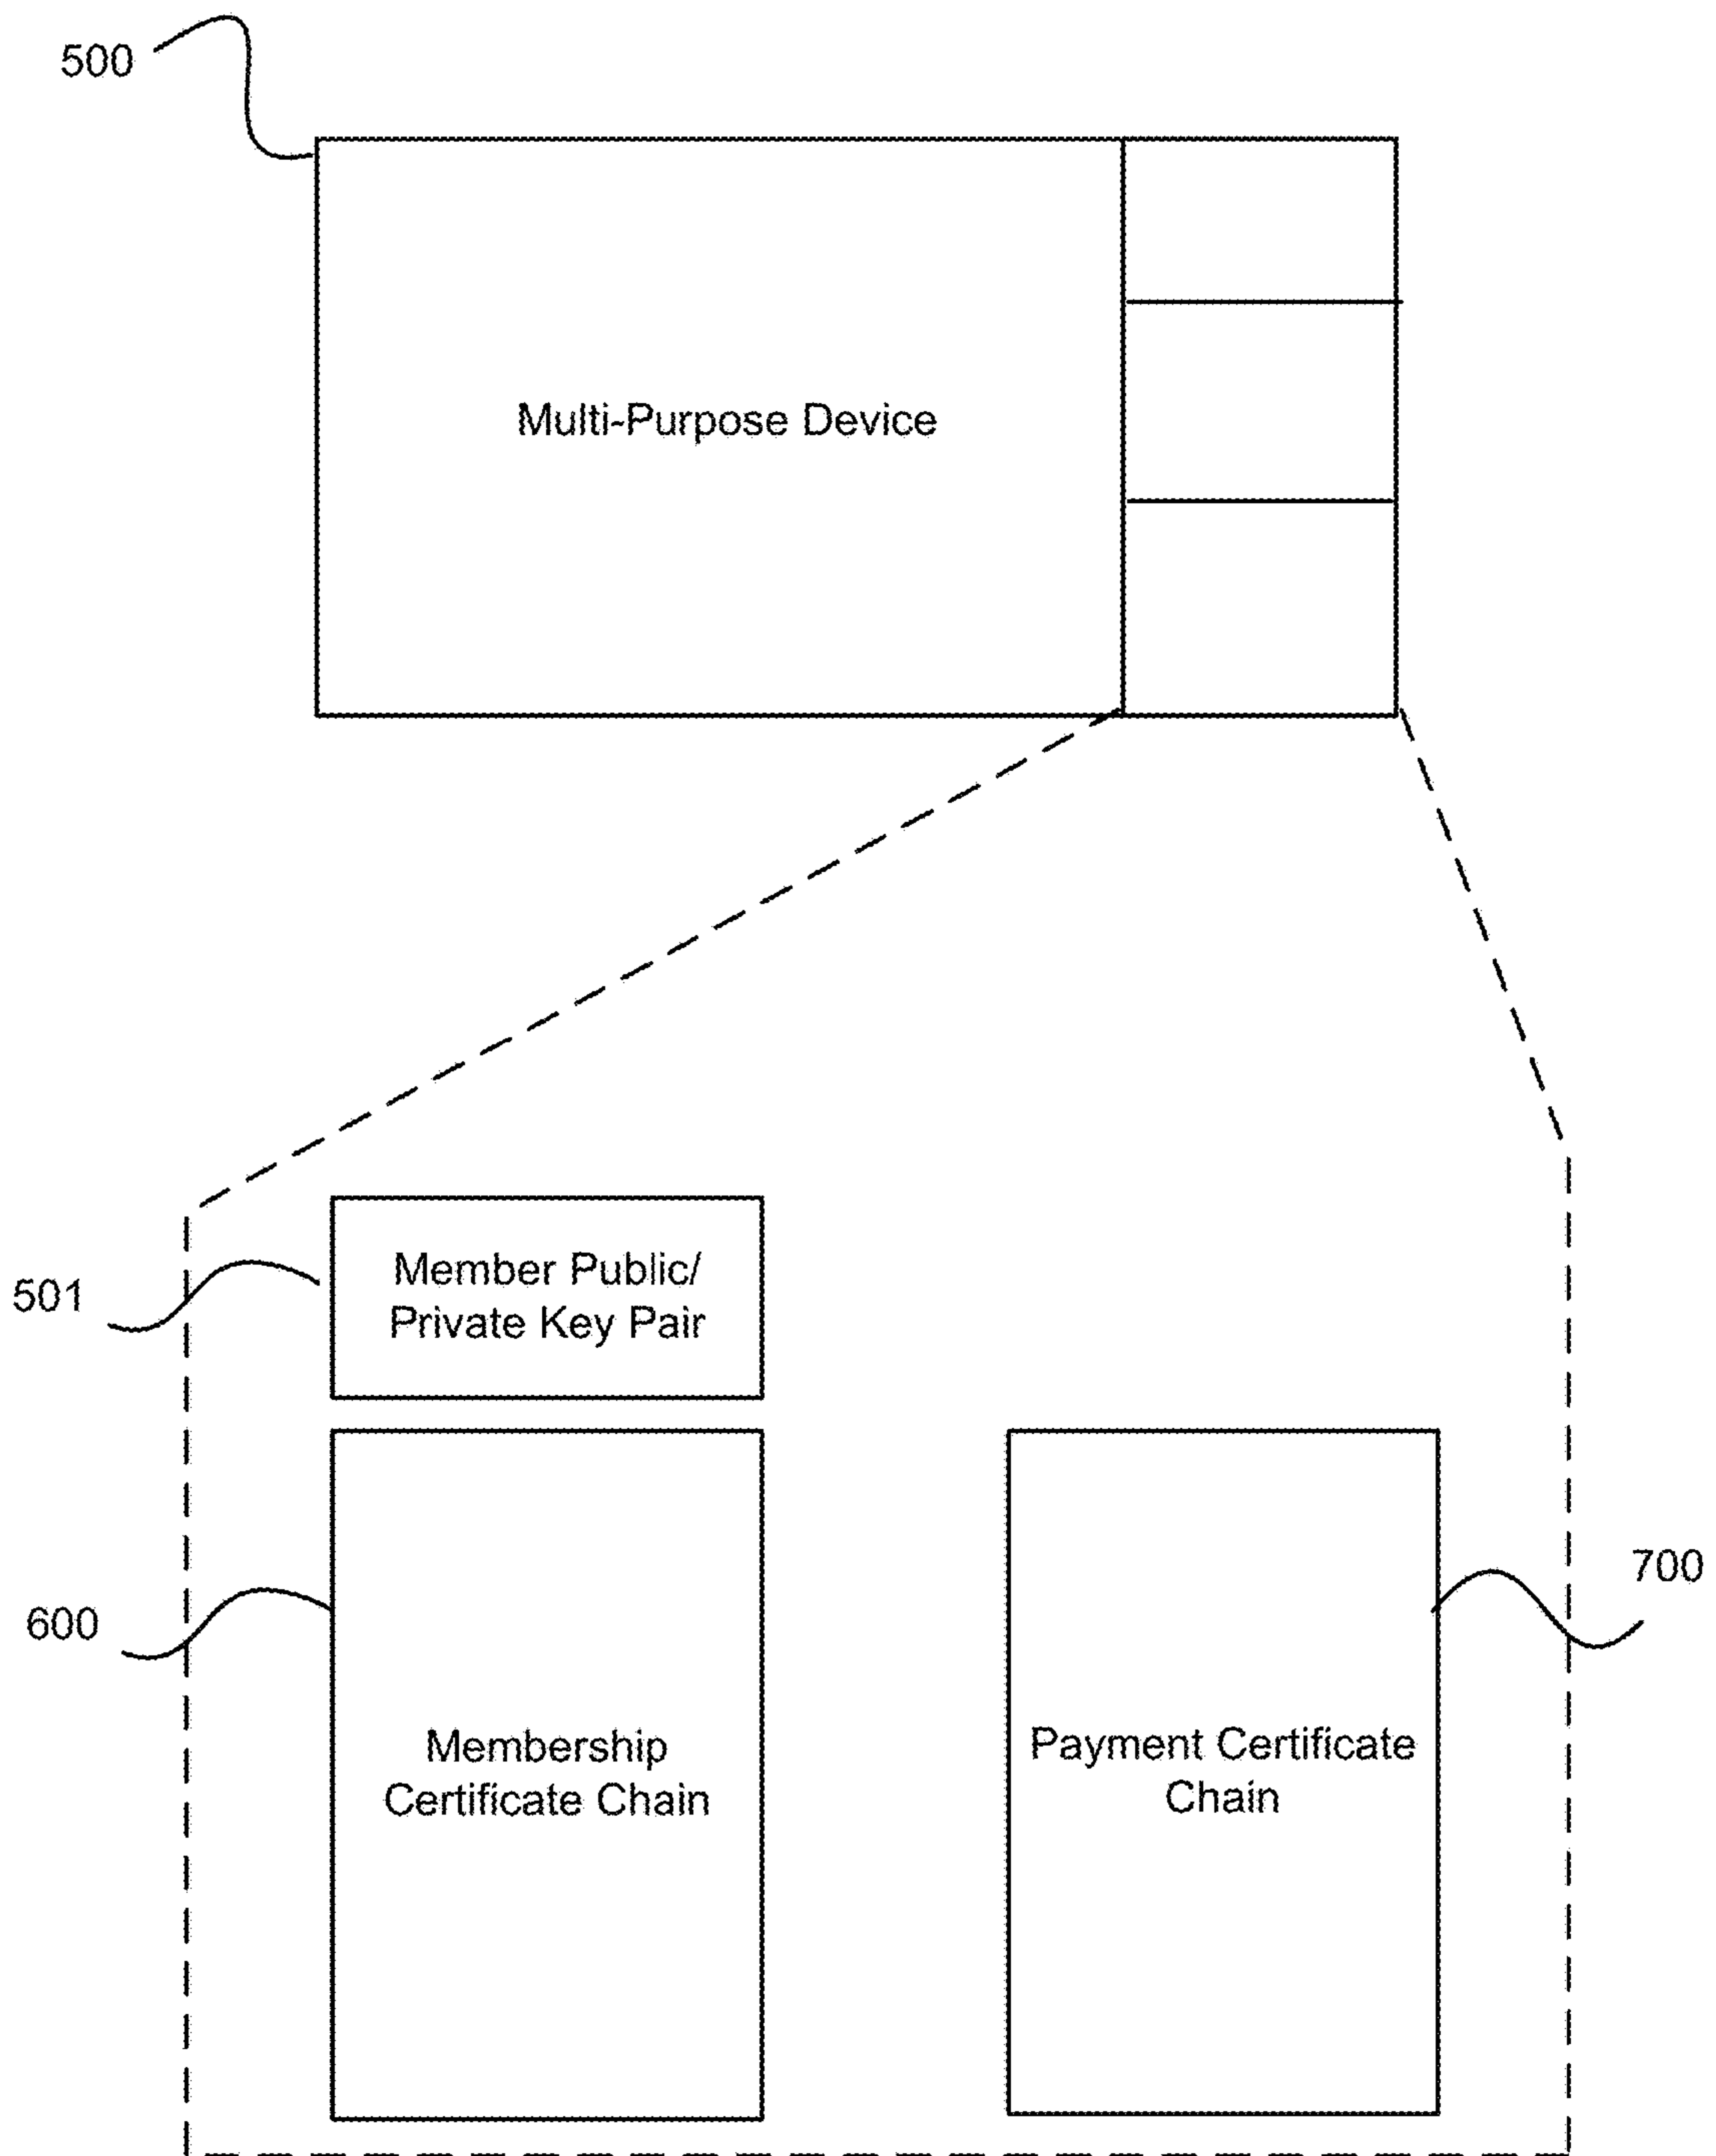 500
Multi-Purpose Device
501
Member Public/
Private Key Pair
600
Membership
Certificate Chain
Payment Certificate
Chain
700